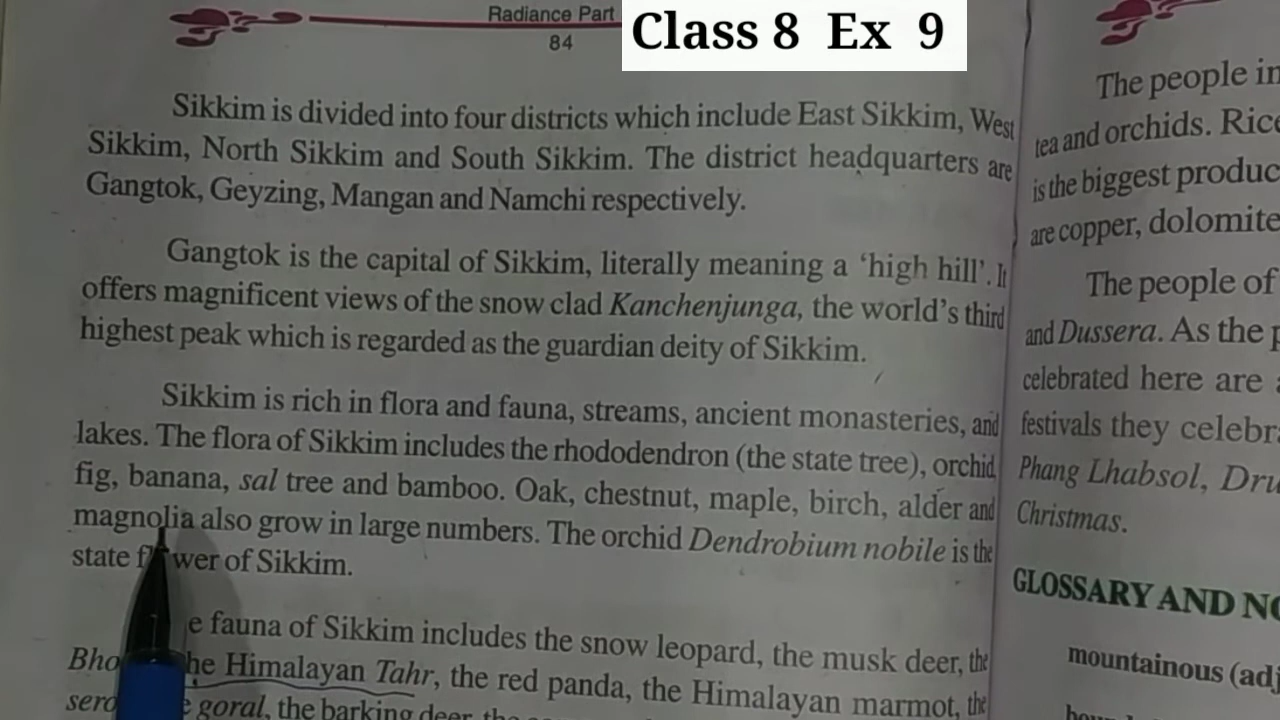 Radiance Part
84
Class 8 Ex 9
Sikkim is divided into four districts which include East Sikkim, West
Sikkim, North Sikkim and South Sikkim. The district headquarters are
Gangtok, Geyzing, Mangan and Namchi respectively.
Gangtok is the capital of Sikkim, literally meaning a ‘high hill’. It
offers magnificent views of the snow clad Kanchenjunga, the world’s third
highest peak which is regarded as the guardian deity of Sikkim.
Sikkim is rich in flora and fauna, streams, ancient monasteries, and
lakes. The flora of Sikkim includes the rhododendron (the state tree), orchid,
fig, banana, sal tree and bamboo. Oak, chestnut, maple, birch, alder and
magnolia also grow in large numbers. The orchid Dendrobium nobile is the
state wer of Sikkim.
e fauna of Sikkim includes the snow leopard, the musk deer, the
Bho he Himalayan Tahr, the red panda, the Himalayan marmot, the
goral, the barking deer, the
The people in
tea and orchids. Rice
is the biggest produc
are copper, dolomite
The people of
and Dussera. As the p
celebrated here are
festivals they celebr
Phang Lhabsol, Dru
Christmas.
GLOSSARY AND NO
mountainous (adj